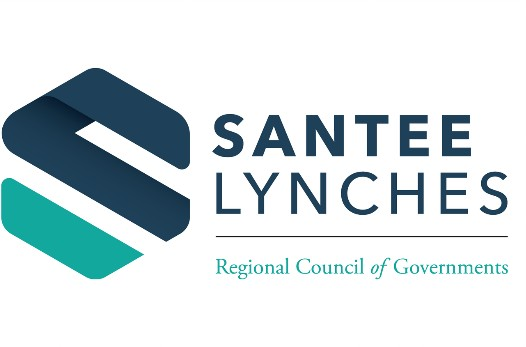 SANTEE
LYNCHES
Regional Council of Governments